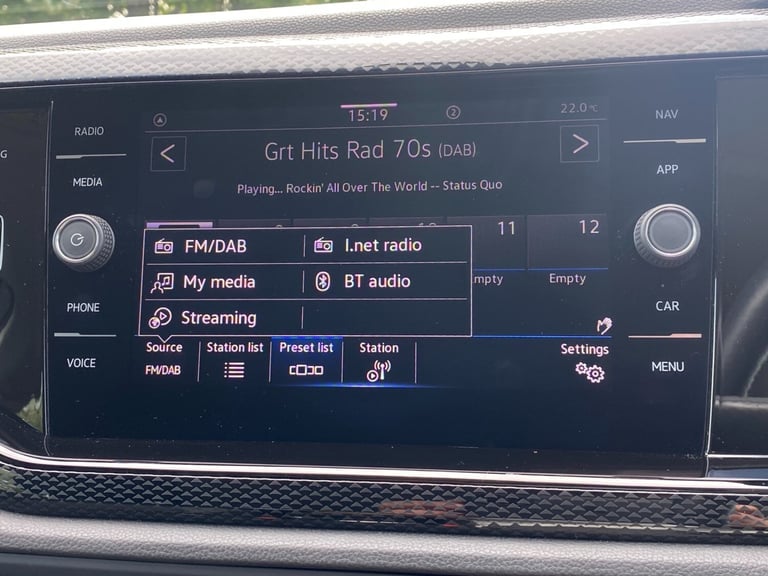 RADIO
MEDIA
PHONE
VOICE
G
15:19
2
22.0°C
Grt Hits Rad 70s (DAB)
Playing... Rockin' All Over The World -- Status Quo
11
12
mpty
Empty
FM/DAB
I.net radio
My media
BT audio
Streaming
Source
FM/DAB
Station list
Preset list
Station
Settings
NAV
APP
CAR
MENU